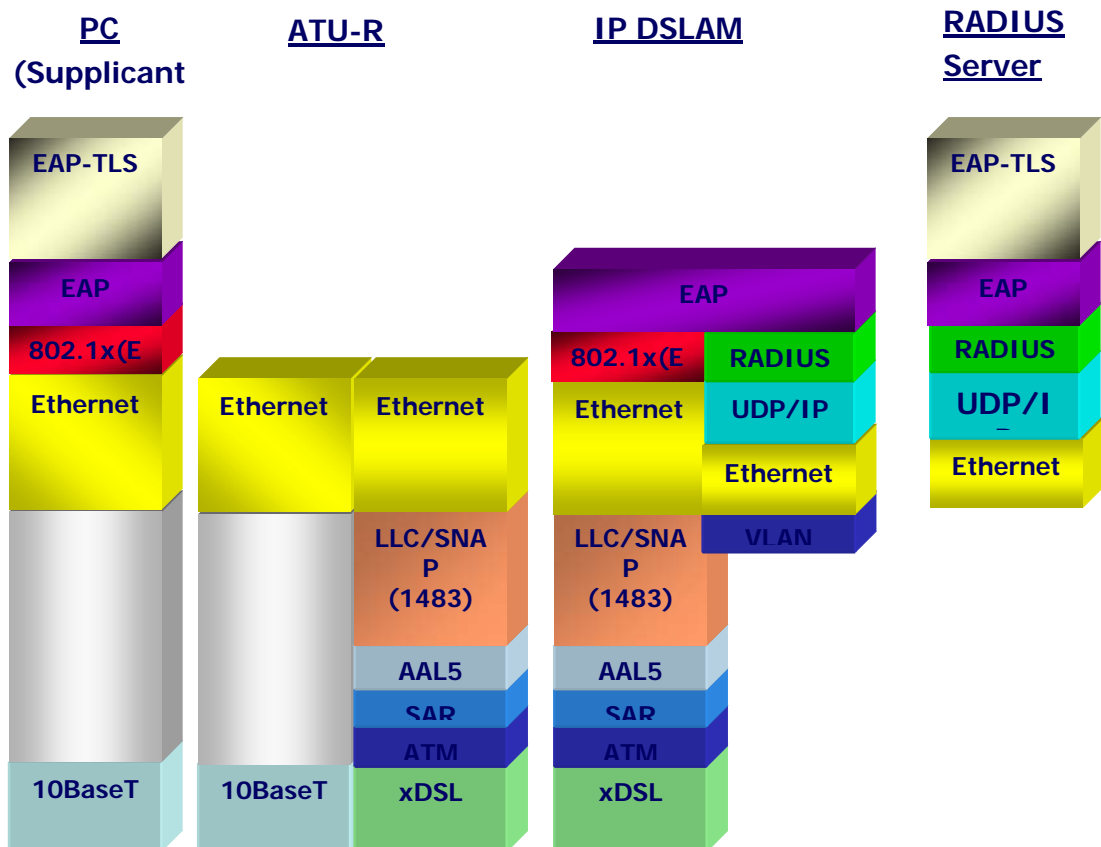 PC
(Supplicant
ATU-R
IP DSLAM
RADIUS
Server
EAP-TLS
EAP
802.1x(E
Ethernet
10BaseT
Ethernet
10BaseT
Ethernet
LLC/SNA
P
(1483)
AAL5
SAR
ATM
xDSL
EAP
802.1x(E
Ethernet
LLC/SNA
P
(1483)
AAL5
SAR
ATM
xDSL
RADIUS
UDP/IP
Ethernet
VLAN
EAP-TLS
EAP
RADIUS
UDP/I
P
Ethernet